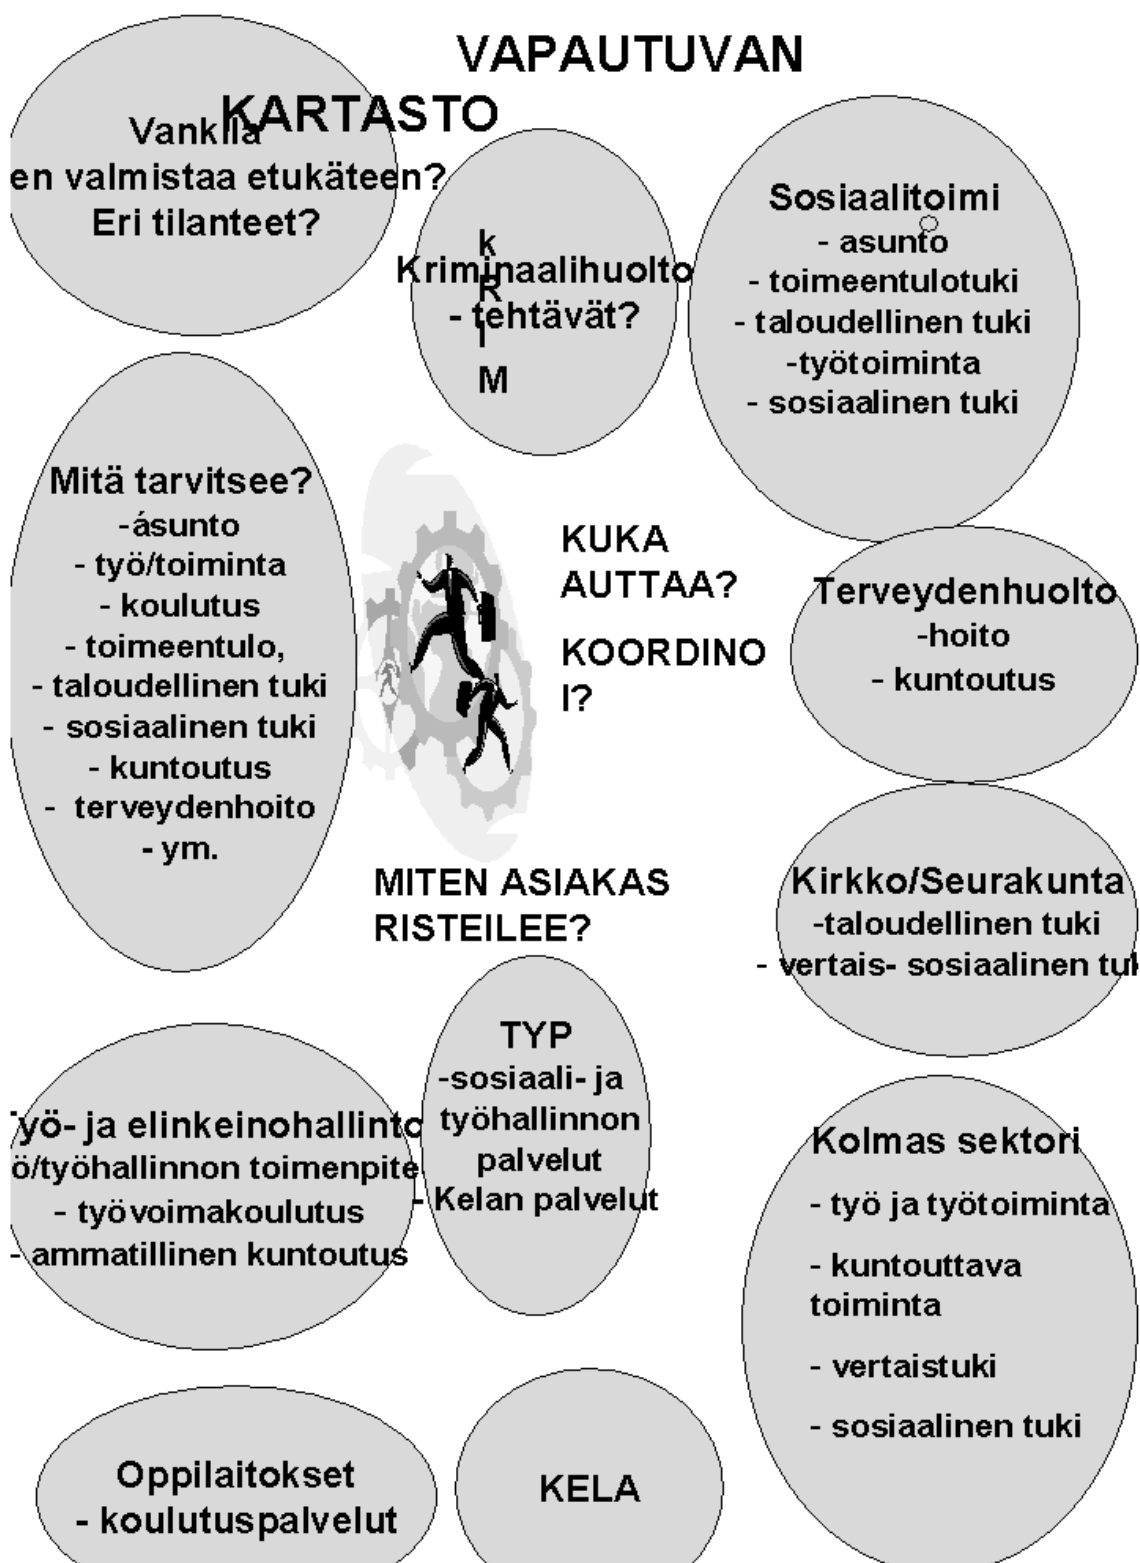 VAPAUTUVAN
KARTASTO
Vankila
en valmistaa etukäteen?
Eri tilanteet?
k
R
I
M
Kriminaalihuolto
- tehtävät?
Sosiaalitoimi
- asunto
- toimeentulotuki
- taloudellinen tuki
-työtoiminta
- sosiaalinen tuki
Mitä tarvitsee?
-ásunto
- työ/toiminta
- koulutus
- toimeentulo,
- taloudellinen tuki
- sosiaalinen tuki
- kuntoutus
- terveydenhoito
- ym.
KUKA
AUTTAA?
KOORDINO
I?
Terveydenhuolto
-hoito
- kuntoutus
MITEN ASIAKAS
RISTEILEE?
Kirkko/Seurakunta
-taloudellinen tuki
- vertais- sosiaalinen tu
TYP
-sosiaali- ja
työhallinnon
palvelut
- Kelan palvelut
yö- ja elinkeinohallinto
ö/työhallinnon toimenpite
- työvoimakoulutus
- ammatillinen kuntoutus
Kolmas sektori
- työ ja työtoiminta
- kuntouttava
toiminta
- vertaistuki
- sosiaalinen tuki
Oppilaitokset
- koulutuspalvelut
KELA